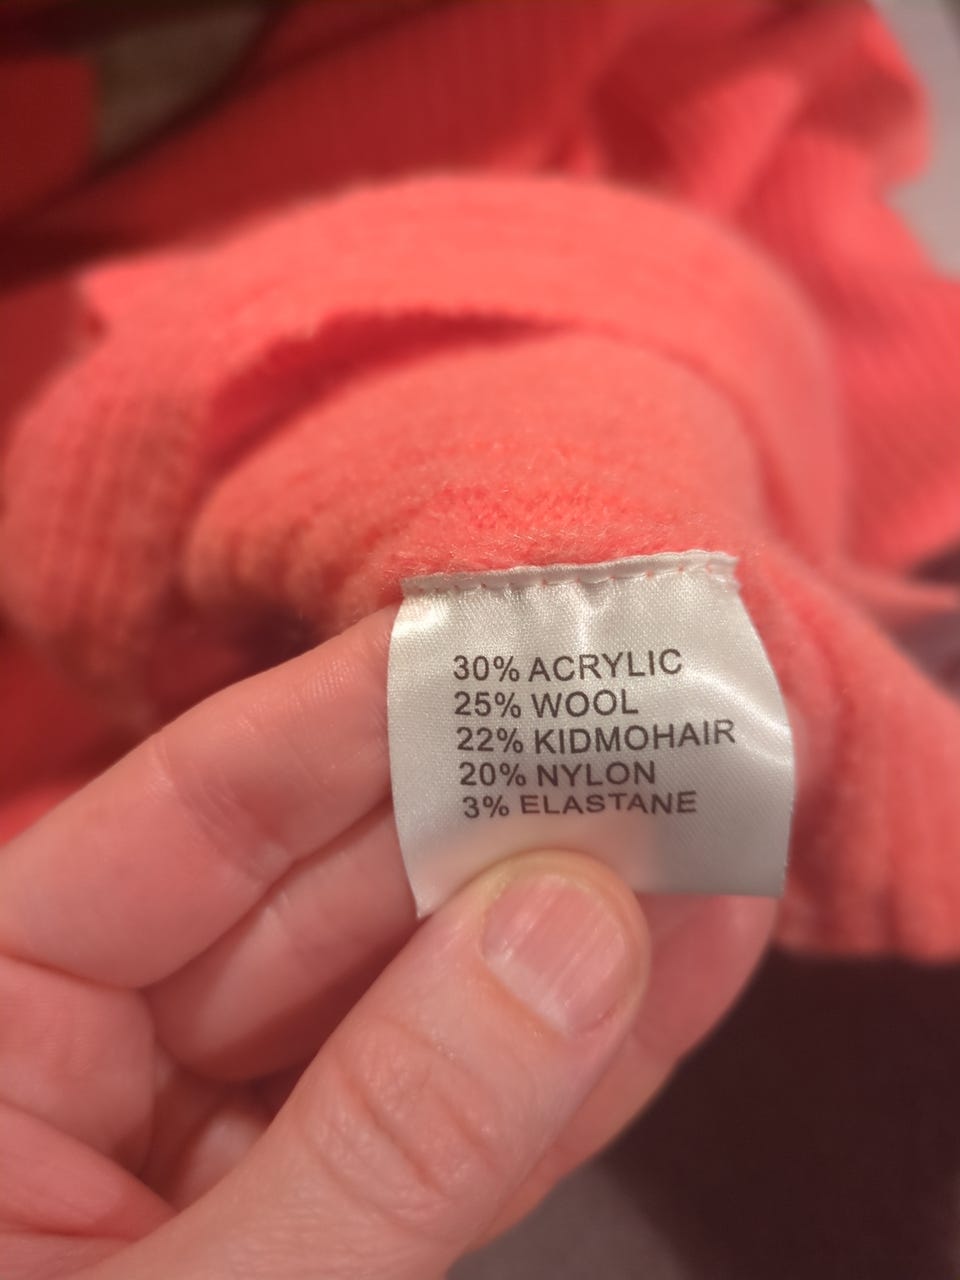 30% ACRYLIC
25% WOOL
22% KIDMOHAIR
20% NYLON
3% ELASTANE